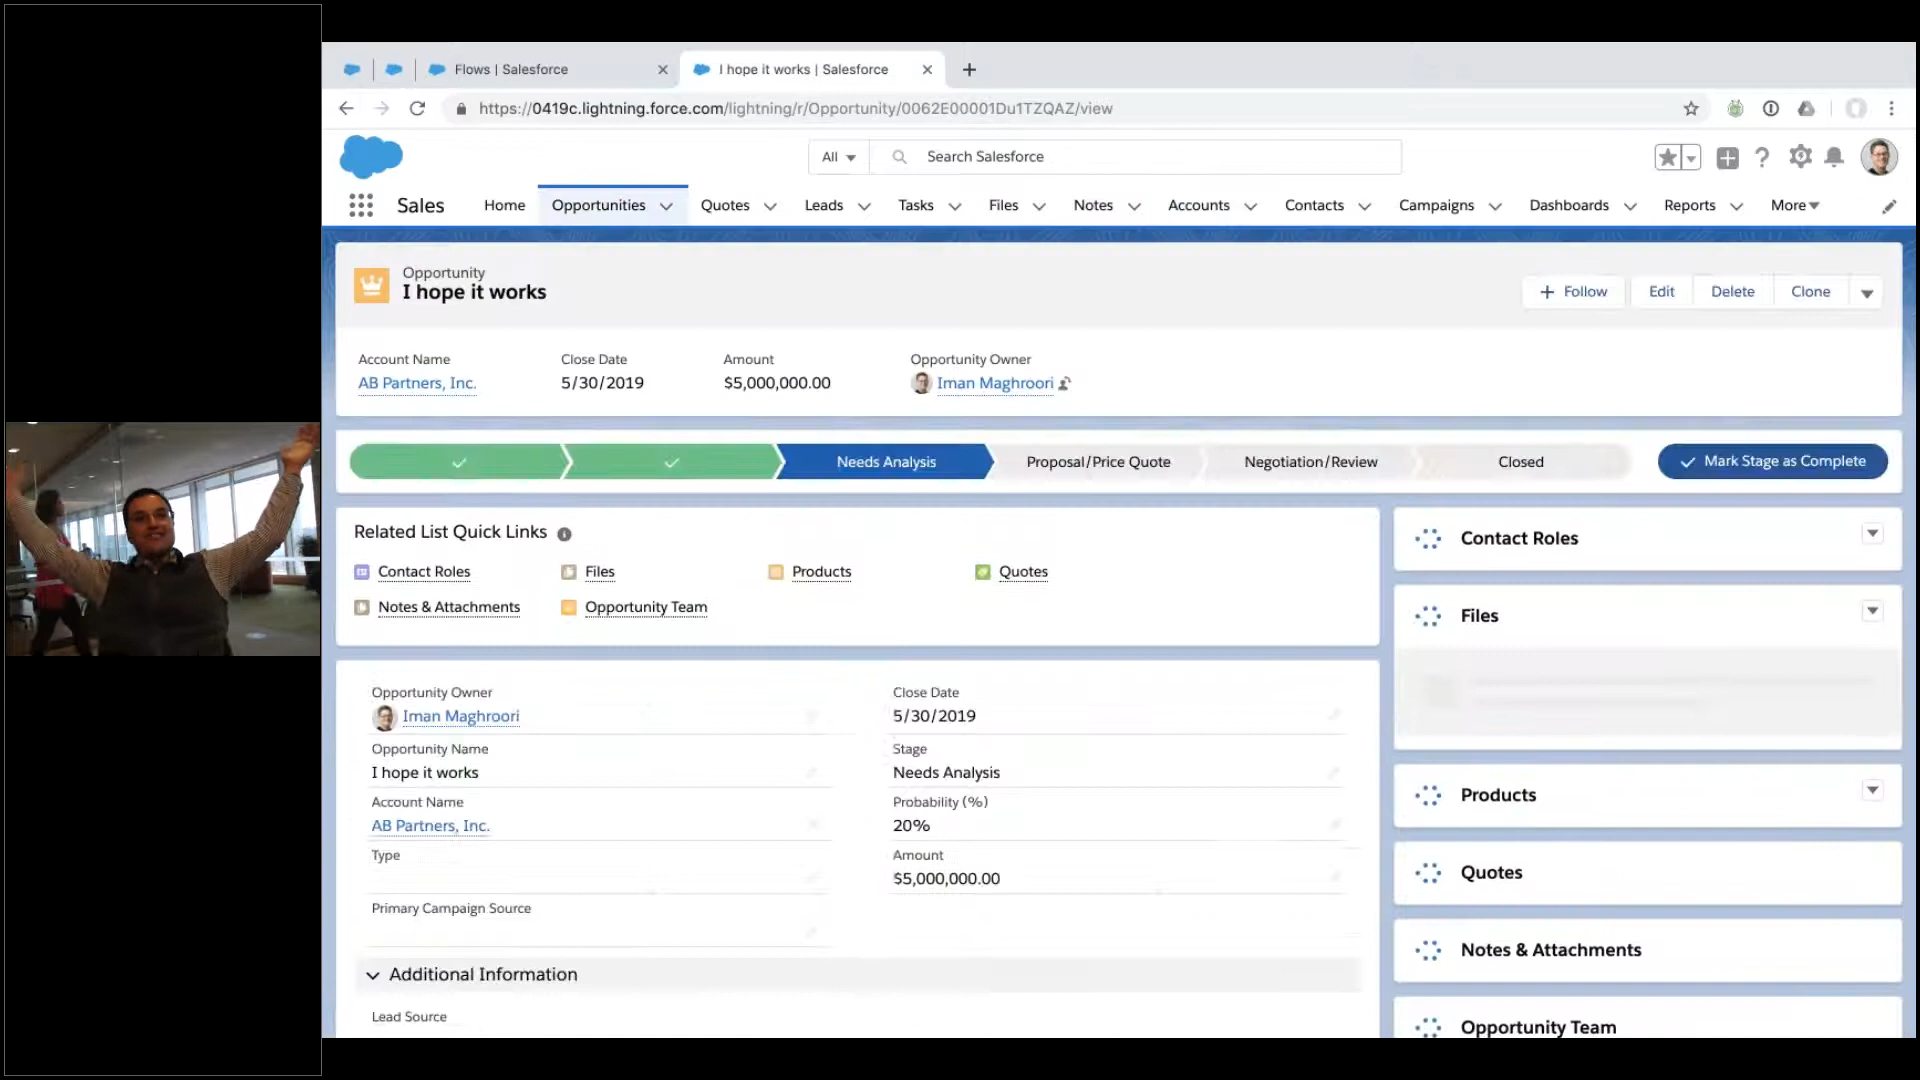 Flows | Salesforce
I hope it works | Salesforce
https://0419c.lightning.force.com/lightning/r/Opportunity/0062E00001Du1TZQAZ/view
All
Search Salesforce
Sales
Home
Opportunities
Quotes
Leads
Tasks
Files
Notes
Accounts
Contacts
Campaigns
Dashboards
Reports
More
Opportunity
I hope it works
Follow
Edit
Delete
Clone
Account Name
Close Date
Amount
Opportunity Owner
AB Partners, Inc.
5/30/2019
$5,000,000.00
Iman Maghroori
Needs Analysis
Proposal/Price Quote
Negotiation/Review
Closed
Mark Stage as Complete
Related List Quick Links
Contact Roles
Files
Products
Quotes
Notes & Attachments
Opportunity Team
Opportunity Owner
Iman Maghroori
Opportunity Name
I hope it works
Account Name
AB Partners, Inc.
Type
Primary Campaign Source
Close Date
5/30/2019
Stage
Needs Analysis
Probability (%)
20%
Amount
$5,000,000.00
Additional Information
Lead Source
Contact Roles
Files
Products
Quotes
Notes & Attachments
Opportunity Team